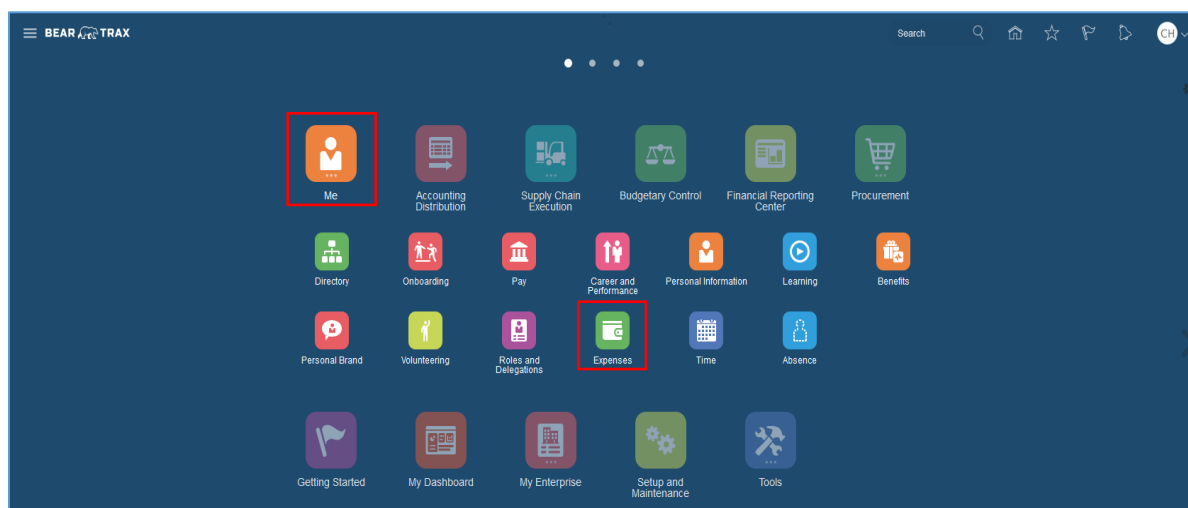 BEAR TRAX
Search
CH
Me
Accounting
Distribution
Supply Chain
Execution
Budgetary Control
Financial Reporting
Center
Procurement
Directory
Onboarding
Pay
Career and
Performance
Personal Information
Learning
Benefits
Personal Brand
Volunteering
Roles and
Delegations
Expenses
Time
Absence
Getting Started
My Dashboard
My Enterprise
Setup and
Maintenance
Tools